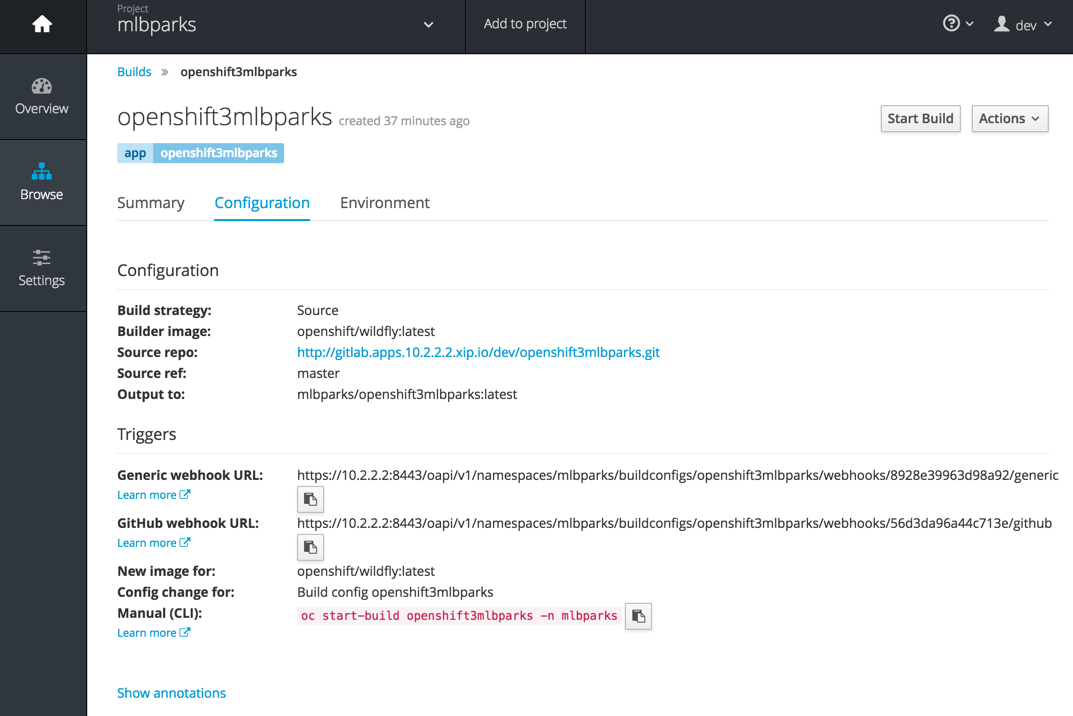 Project
mlbparks
Add to project
dev
Overview
Browse
Settings
Builds » openshift3mlbparks
openshift3mlbparks created 37 minutes ago
Start Build
Actions
app openshift3mlbparks
Summary Configuration Environment
Configuration
Build strategy: Source
Builder image: openshift/wildfly:latest
Source repo: http://gitlab.apps.10.2.2.2.xip.io/dev/openshift3mlbparks.git
Source ref: master
Output to: mlbparks/openshift3mlbparks:latest
Triggers
Generic webhook URL: https://10.2.2.2:8443/oapi/v1/namespaces/mlbparks/buildconfigs/openshift3mlbparks/webhooks/8928e39963d98a92/generic
Learn more
GitHub webhook URL: https://10.2.2.2:8443/oapi/v1/namespaces/mlbparks/buildconfigs/openshift3mlbparks/webhooks/56d3da96a44c713e/github
Learn more
New image for: openshift/wildfly:latest
Config change for: Build config openshift3mlbparks
Manual (CLI): oc start-build openshift3mlbparks -n mlbparks
Learn more
Show annotations